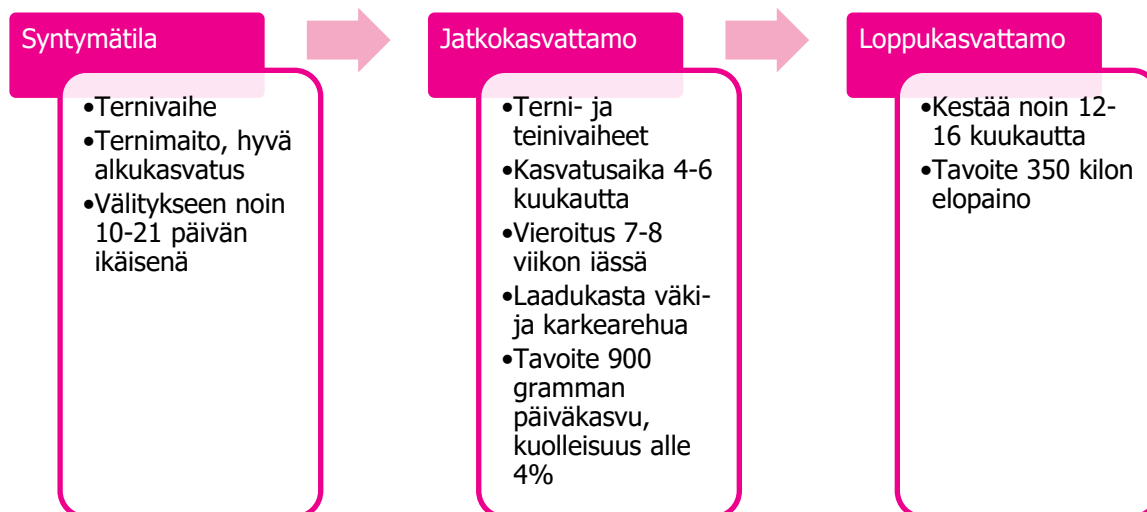 Syntymätila
•Ternivaihe
•Ternimaito, hyvä
alkukasvatus
•Välitykseen noin
10-21 päivän
ikäisenä
Jatkokasvattamo
•Terni- ja
teinivaiheet
•Kasvatusaika 4-6
kuukautta
•Vieroitus 7-8
viikon iässä
•Laadukasta väki-
ja karkearehua
•Tavoite 900
gramman
päiväkasvu,
kuolleisuus alle
4%
Loppukasvattamo
•Kestää noin 12-
16 kuukautta
•Tavoite 350 kilon
elopaino